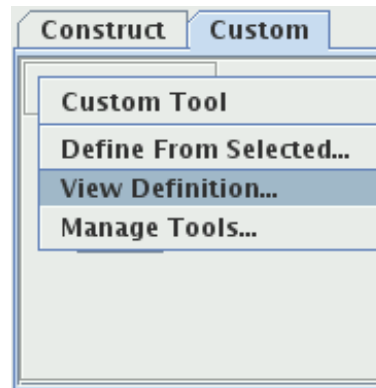 Construct Custom
Custom Tool
Define From Selected...
View Definition...
Manage Tools...